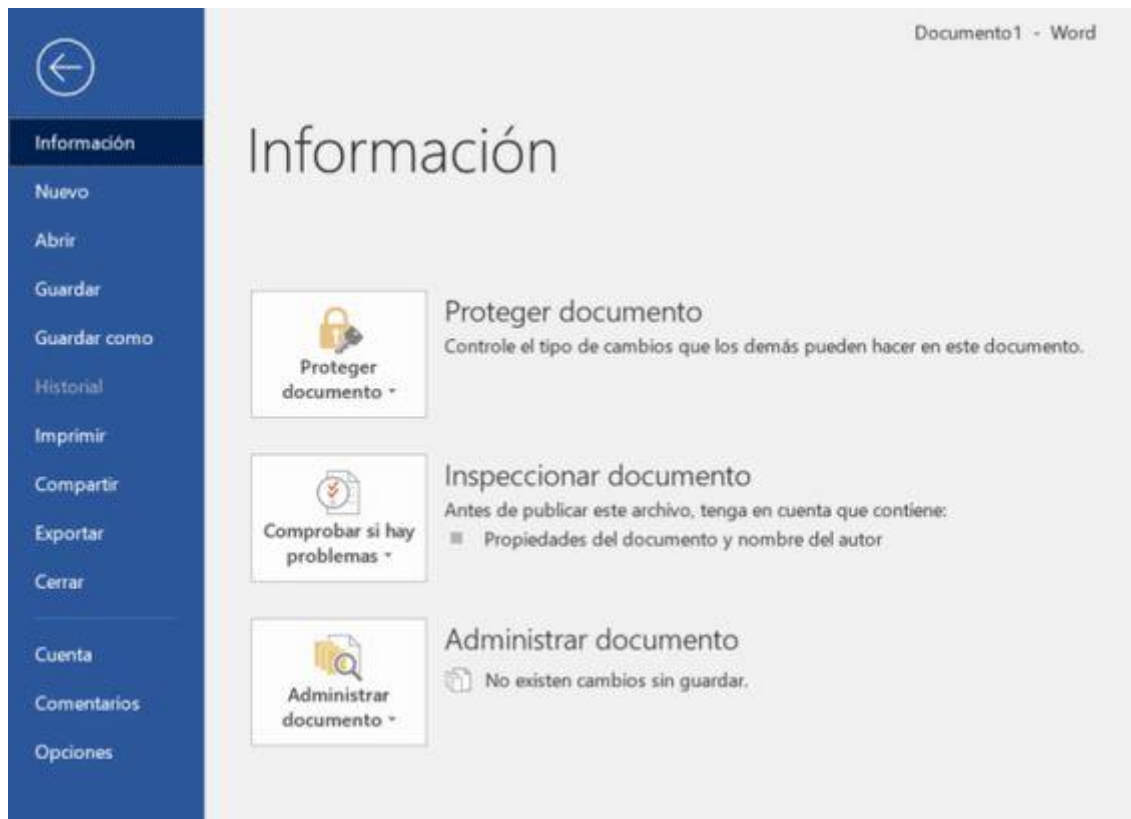 Documento1 - Word
Información
Nuevo
Abrir
Guardar
Guardar como
Historial
Imprimir
Compartir
Exportar
Cerrar
Cuenta
Comentarios
Opciones
Información
Proteger
documento
Proteger documento
Controle el tipo de cambios que los demás pueden hacer en este documento.
Comprobar si hay
problemas
Inspeccionar documento
Antes de publicar este archivo, tenga en cuenta que contiene:
Propiedades del documento y nombre del autor
Administrar
documento
Administrar documento
No existen cambios sin guardar.